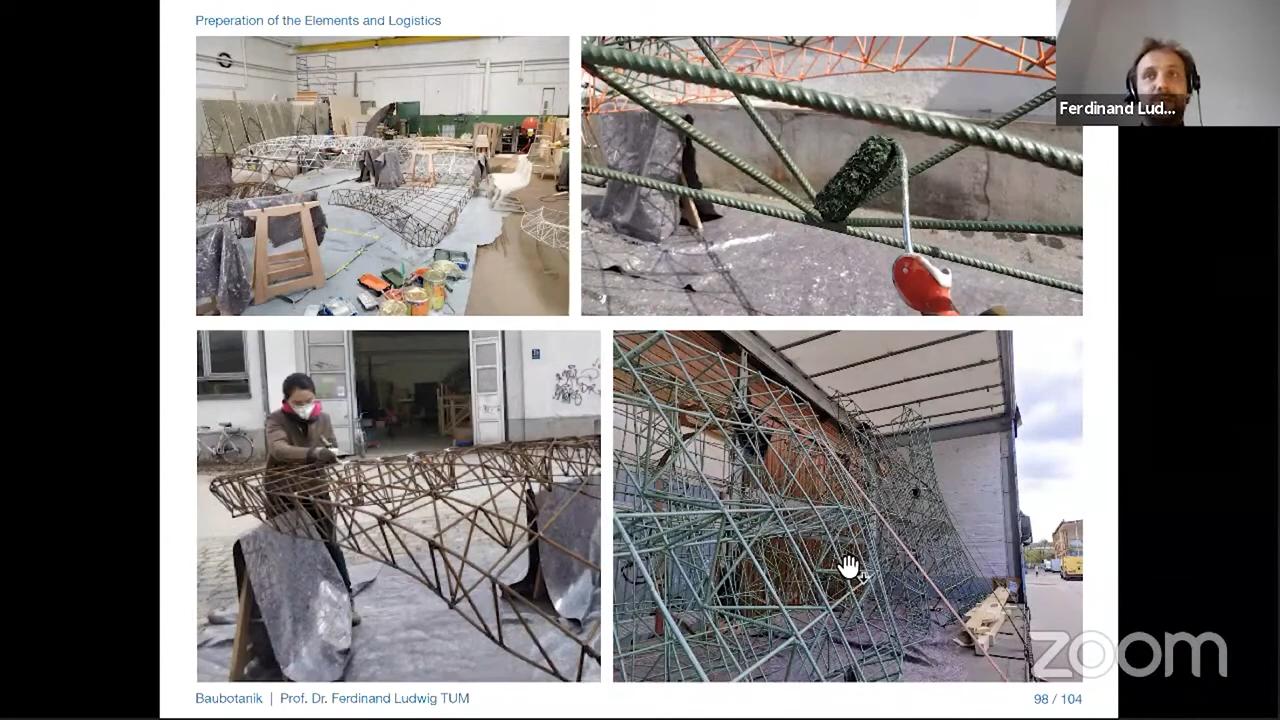 Preperation of the Elements and Logistics
Ferdinand Lud...
zoom
Baubotanik | Prof. Dr. Ferdinand Ludwig TUM
98 / 104